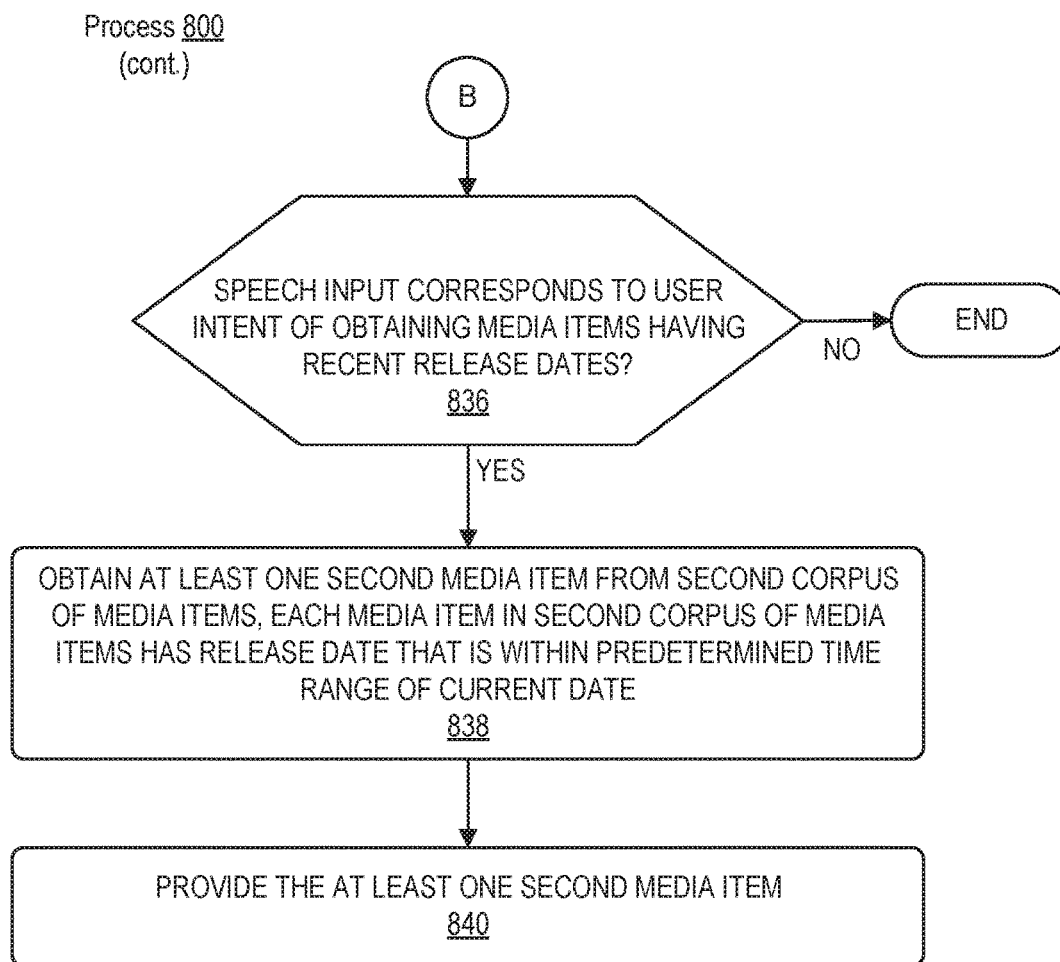 Process 800
(cont.)
B
SPEECH INPUT CORRESPONDS TO USER
INTENT OF OBTAINING MEDIA ITEMS HAVING
RECENT RELEASE DATES?
836
END
NO
YES
OBTAIN AT LEAST ONE SECOND MEDIA ITEM FROM SECOND CORPUS
OF MEDIA ITEMS, EACH MEDIA ITEM IN SECOND CORPUS OF MEDIA
ITEMS HAS RELEASE DATE THAT IS WITHIN PREDETERMINED TIME
RANGE OF CURRENT DATE
838
PROVIDE THE AT LEAST ONE SECOND MEDIA ITEM
840